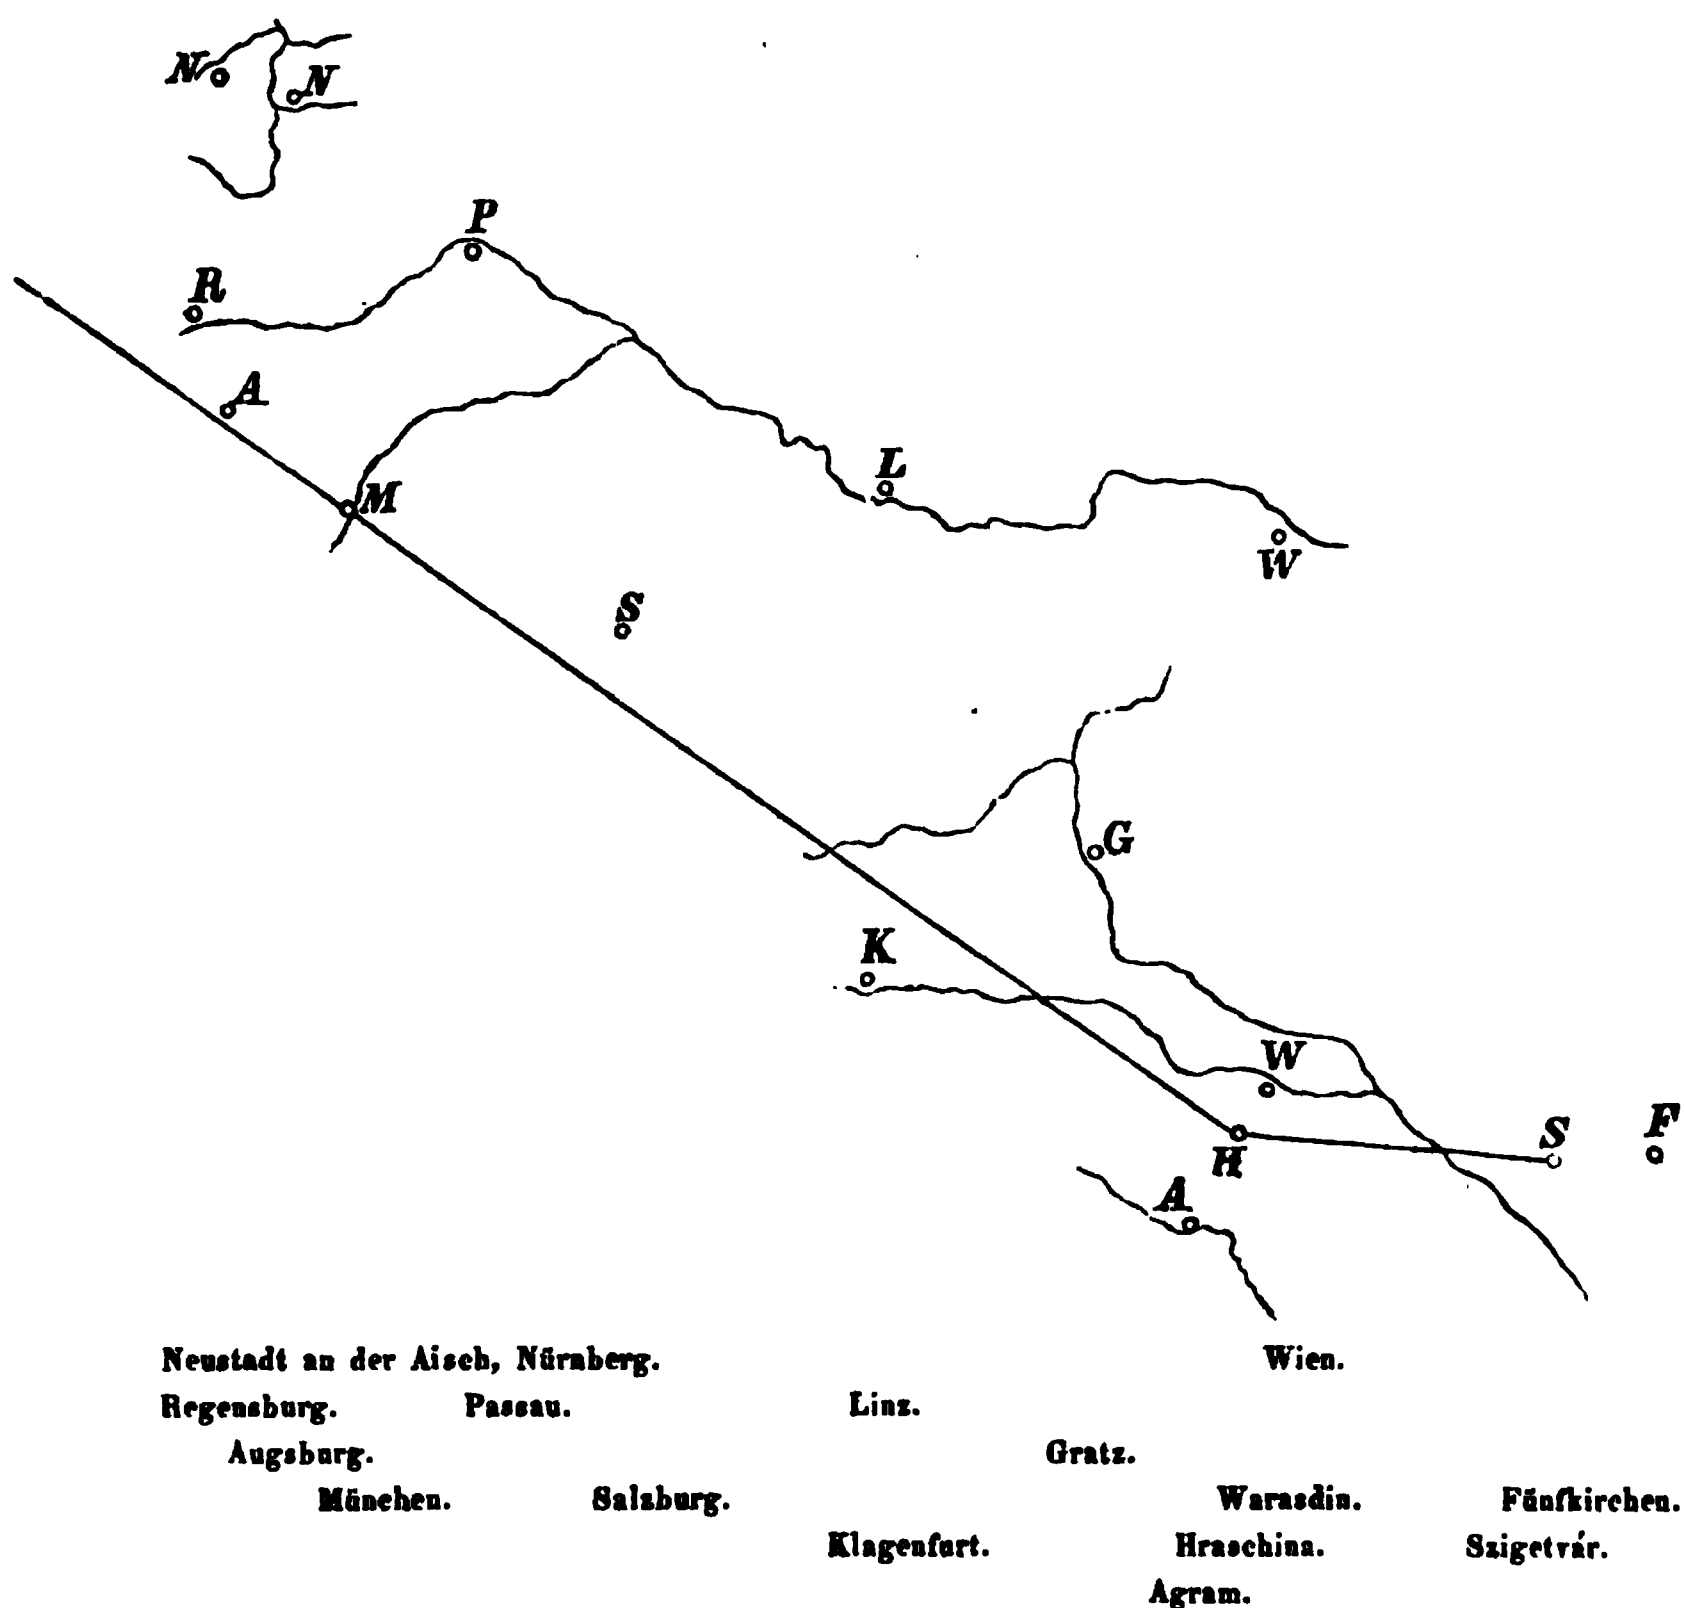 N N
P
R
A
M
L
W
S
G
K
W
H
S F
A
Neustadt an der Aisch, Nürnberg. Wien.
Regensburg. Passau. Linz.
Augsburg. Gratz.
München. Salzburg. Warasdin. Fünfkirchen.
Klagenfurt. Hraschina. Szigetvár.
Agram.